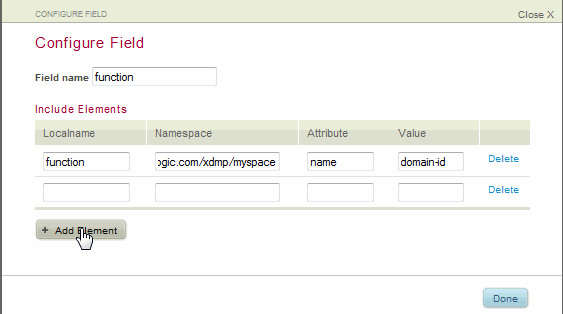 CONFIGURE FIELD Close X
Configure Field
Field name function
Include Elements
Localname Namespace Attribute Value
function ogic.com/xdmp/myspace name domain-id Delete
Delete
+ Add Element
Done